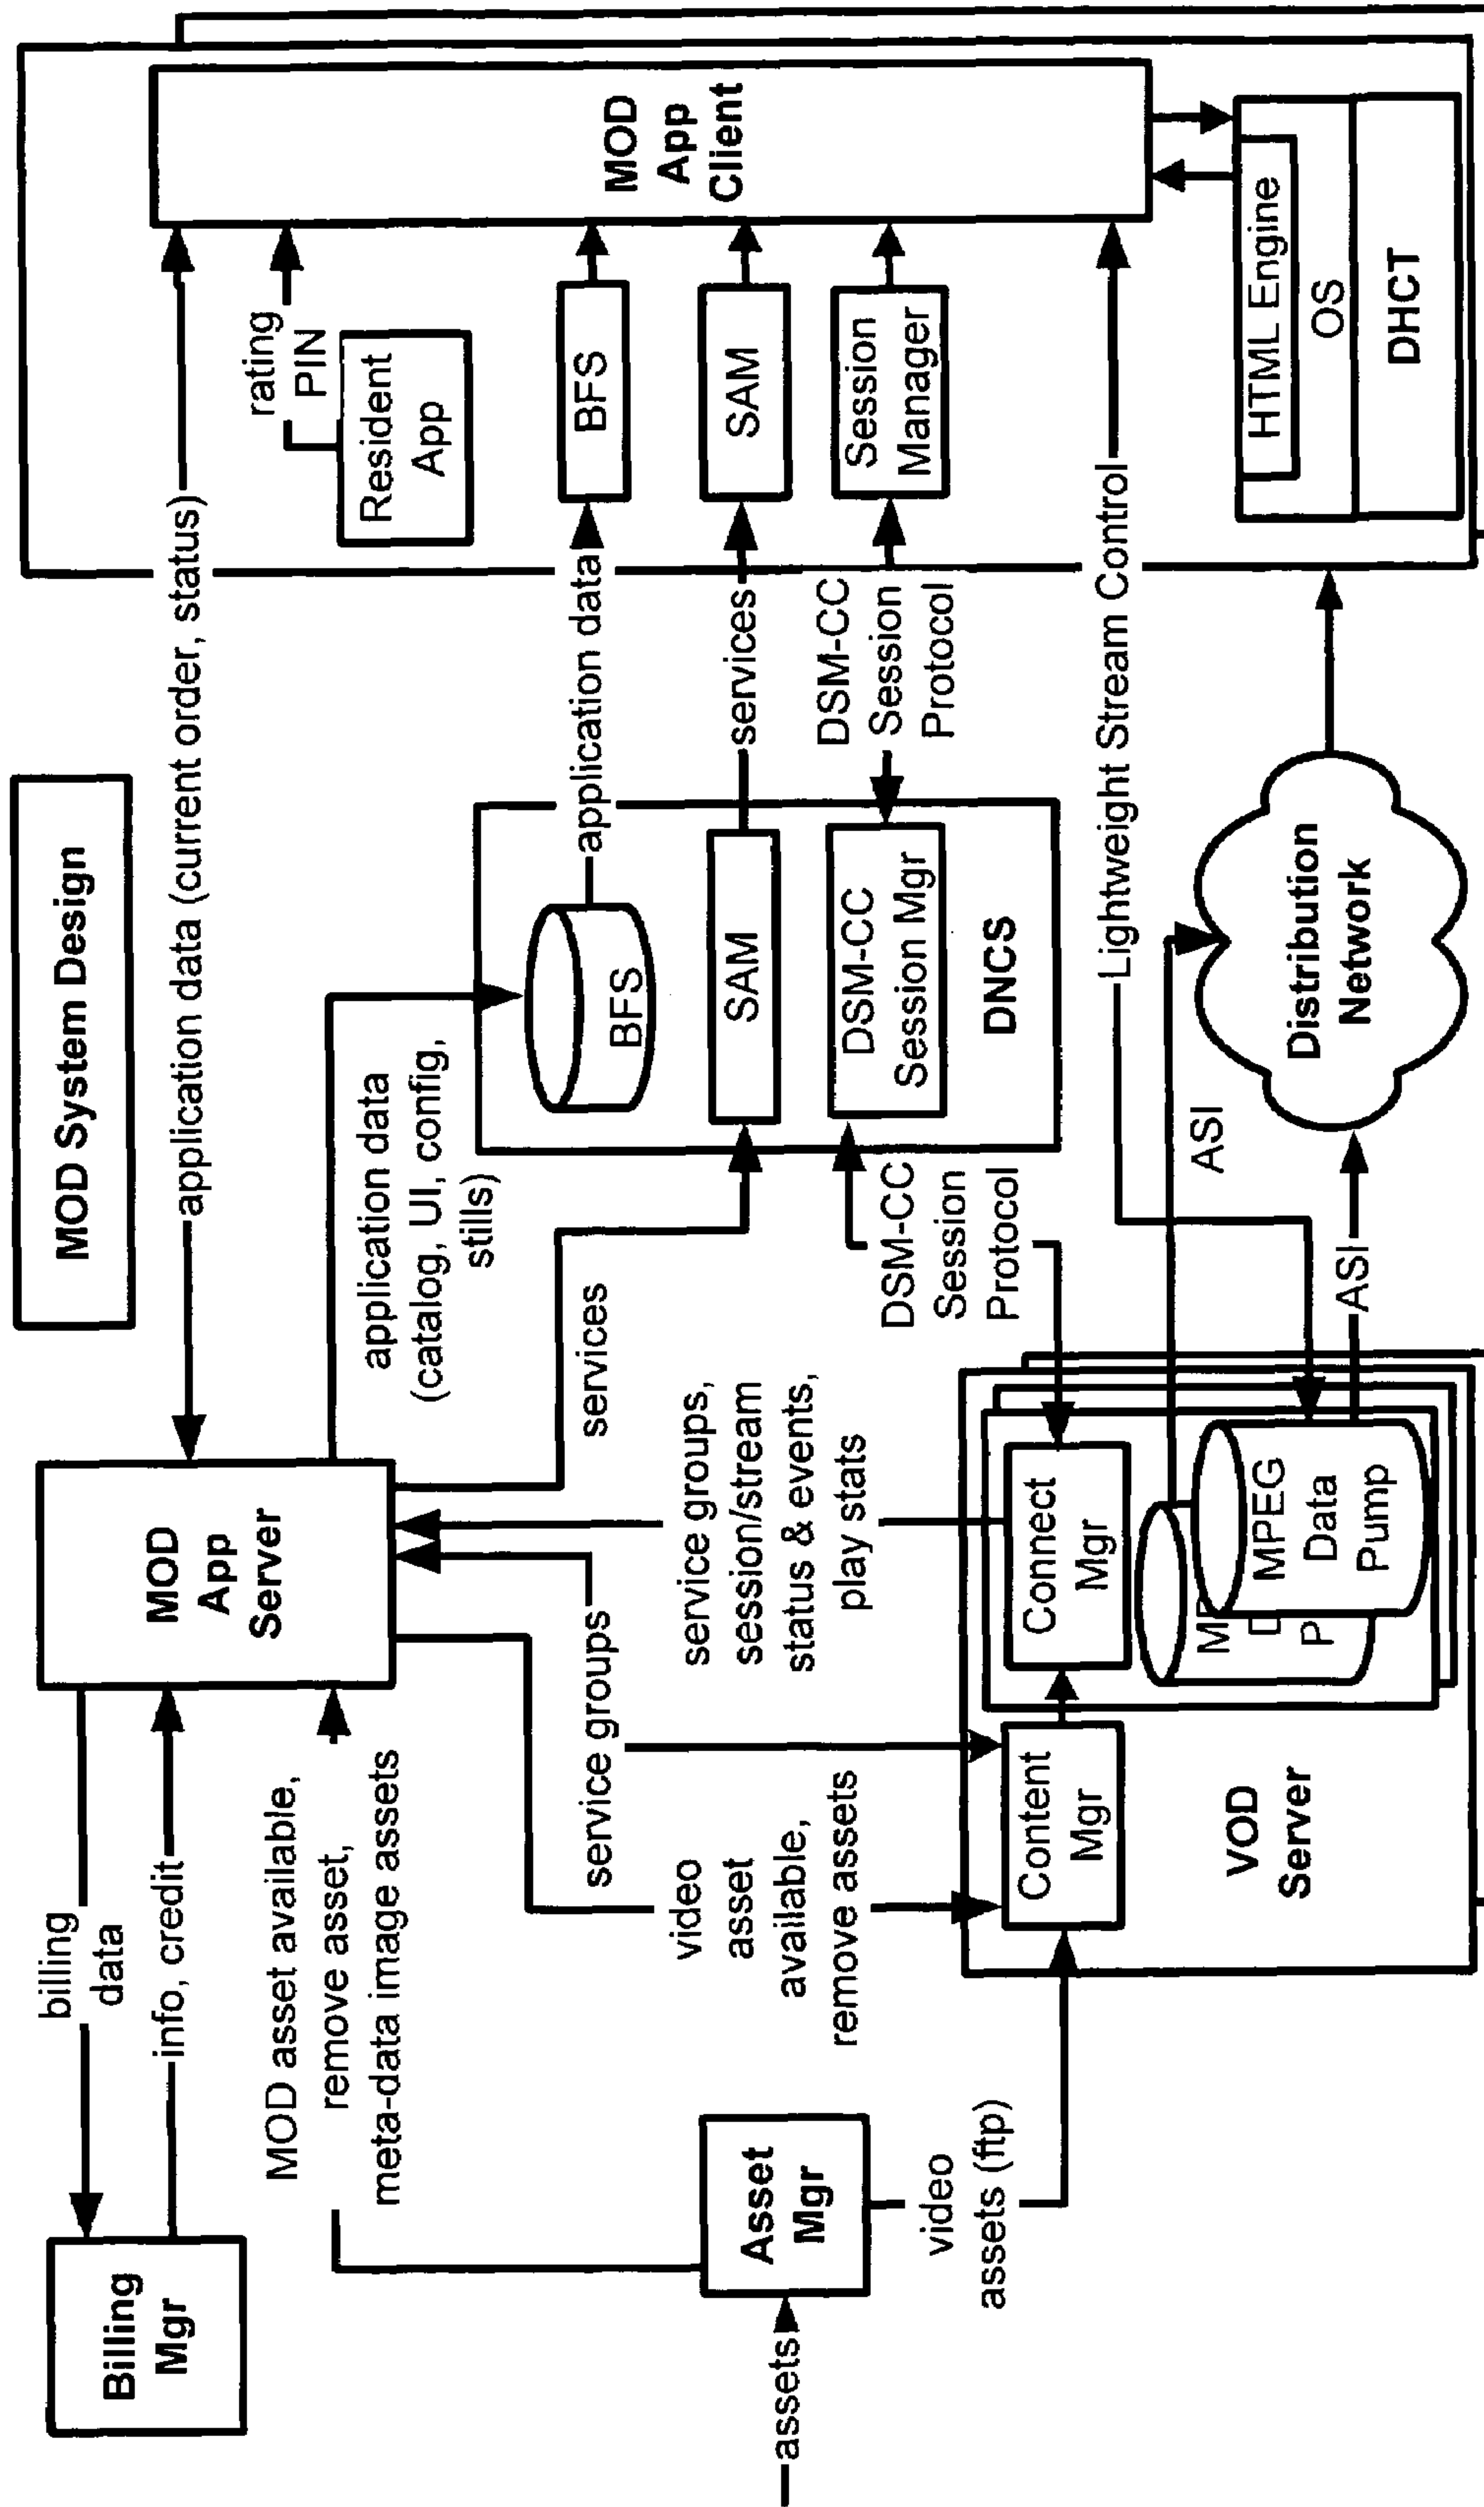 MOD System Design
Billing
Mgr
billing
data
info, credit
MOD
App
Server
application data (current order, status)
MOD
App
Client
rating
PIN
Resident
App
MOD asset available,
remove asset,
meta-data image assets
application data
(catalog, UI, config,
stills)
BFS
application data
BFS
services
SAM
services
SAM
service groups
service groups,
session/stream
status & events,
play stats
DSM-CC
Session Mgr
DNCS
DSM-CC
Session
Protocol
Session
Manager
assets
Asset
Mgr
video
asset
available,
remove assets
DSM-CC
Session
Protocol
Lightweight Stream Control
video
assets (ftp)
Content
Mgr
Connect
Mgr
VOD
Server
MPEG
Data
Pump
ASI
ASI
Distribution
Network
HTML Engine
OS
DHCT